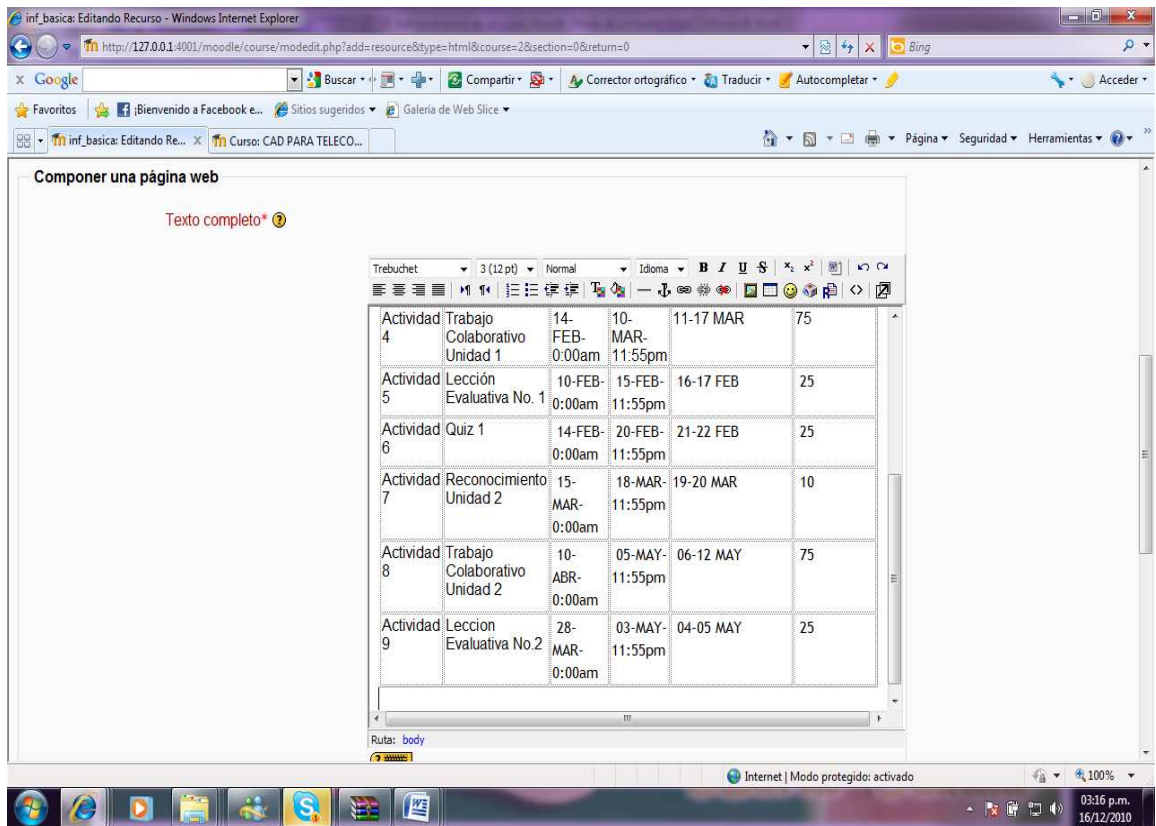 inf_basica: Editando Recurso - Windows Internet Explorer
http://127.0.0.1:4001/moodle/course/modedit.php?add=resource&type=html&course=2&section=0&return=0
Bing
x Google Buscar Compartir Corrector ortográfico Traducir Autocompletar Acceder
Favoritos ¡Bienvenido a Facebook e... Sitios sugeridos Galería de Web Slice
inf_basica: Editando Re... X Curso: CAD PARA TELECO... Página Seguridad Herramientas
Componer una página web
Texto completo*
Trebuchet 3 (12 pt) Normal Idioma B I U S
Actividad Trabajo 14- 10- 11-17 MAR 75
4 Colaborativo FEB- MAR-
Unidad 1 0:00am 11:55pm
Actividad Lección 10-FEB- 15-FEB- 16-17 FEB 25
5 Evaluativa No. 1 0:00am 11:55pm
Actividad Quiz 1 14-FEB- 20-FEB- 21-22 FEB 25
6 0:00am 11:55pm
Actividad Reconocimiento 15- 18-MAR- 19-20 MAR 10
7 Unidad 2 MAR- 11:55pm
0:00am
Actividad Trabajo 10- 05-MAY- 06-12 MAY 75
8 Colaborativo ABR- 11:55pm
Unidad 2 0:00am
Actividad Leccion 28- 03-MAY- 04-05 MAY 25
9 Evaluativa No.2 MAR- 11:55pm
0:00am
Ruta: body
Internet | Modo protegido: activado 100%
03:16 p.m.
16/12/2010